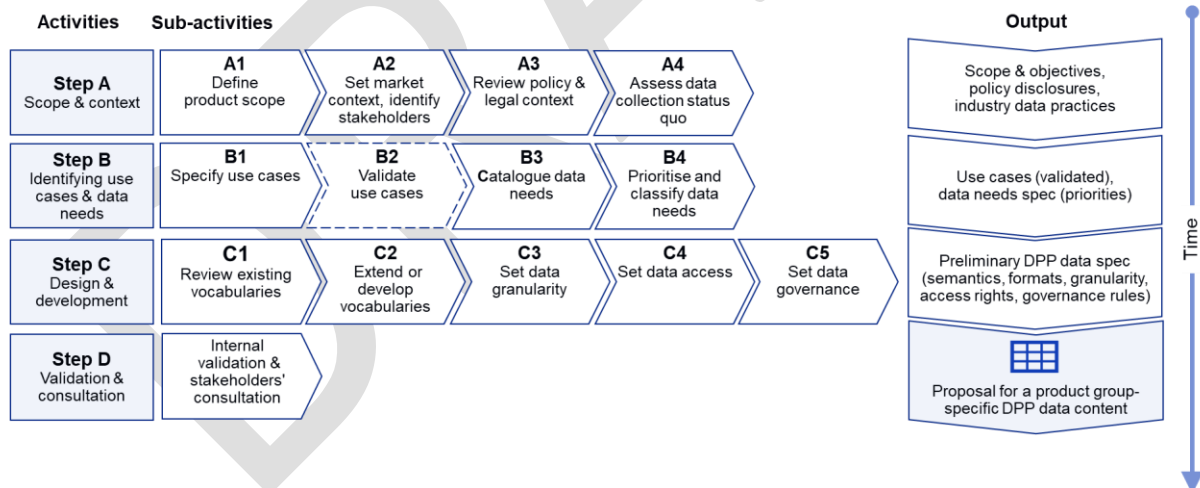 Activities
Sub-activities
Output
Step A
Scope & context
A1
Define
product scope
A2
Set market
context, identify
stakeholders
A3
Review policy &
legal context
A4
Assess data
collection status
quo
Scope & objectives,
policy disclosures,
industry data practices
Step B
Identifying use
cases & data
needs
B1
Specify use cases
B2
Validate
use cases
B3
Catalogue data
needs
B4
Prioritise and
classify data
needs
Use cases (validated),
data needs spec (priorities)
Step C
Design &
development
C1
Review existing
vocabularies
C2
Extend or
develop
vocabularies
C3
Set data
granularity
C4
Set data access
C5
Set data
governance
Preliminary DPP data spec
(semantics, formats, granularity,
access rights, governance rules)
Step D
Validation &
consultation
Internal
validation &
stakeholders'
consultation
Proposal for a product group-
specific DPP data content
Time